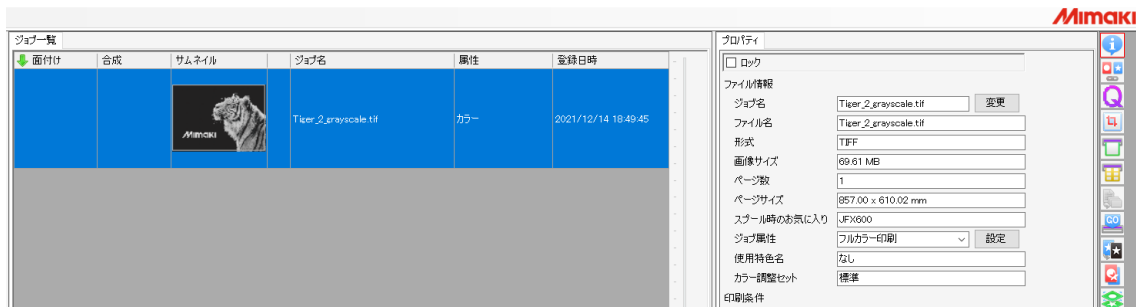 Mimaki
ジョブ一覧
面付け 合成 サムネイル ジョブ名 属性 登録日時
Mimaki
Tiger_2_grayscale.tif カラー 2021/12/14 18:49:45
プロパティ
ロック
ファイル情報
ジョブ名 Tiger_2_grayscale.tif 変更
ファイル名 Tiger_2_grayscale.tif
形式 TIFF
画像サイズ 69.61 MB
ページ数 1
ページサイズ 857.00 x 610.02 mm
スプール時のお気に入り JFX600
ジョブ属性 フルカラー印刷 設定
使用特色名 なし
カラー調整セット 標準
印刷条件
Q
GO